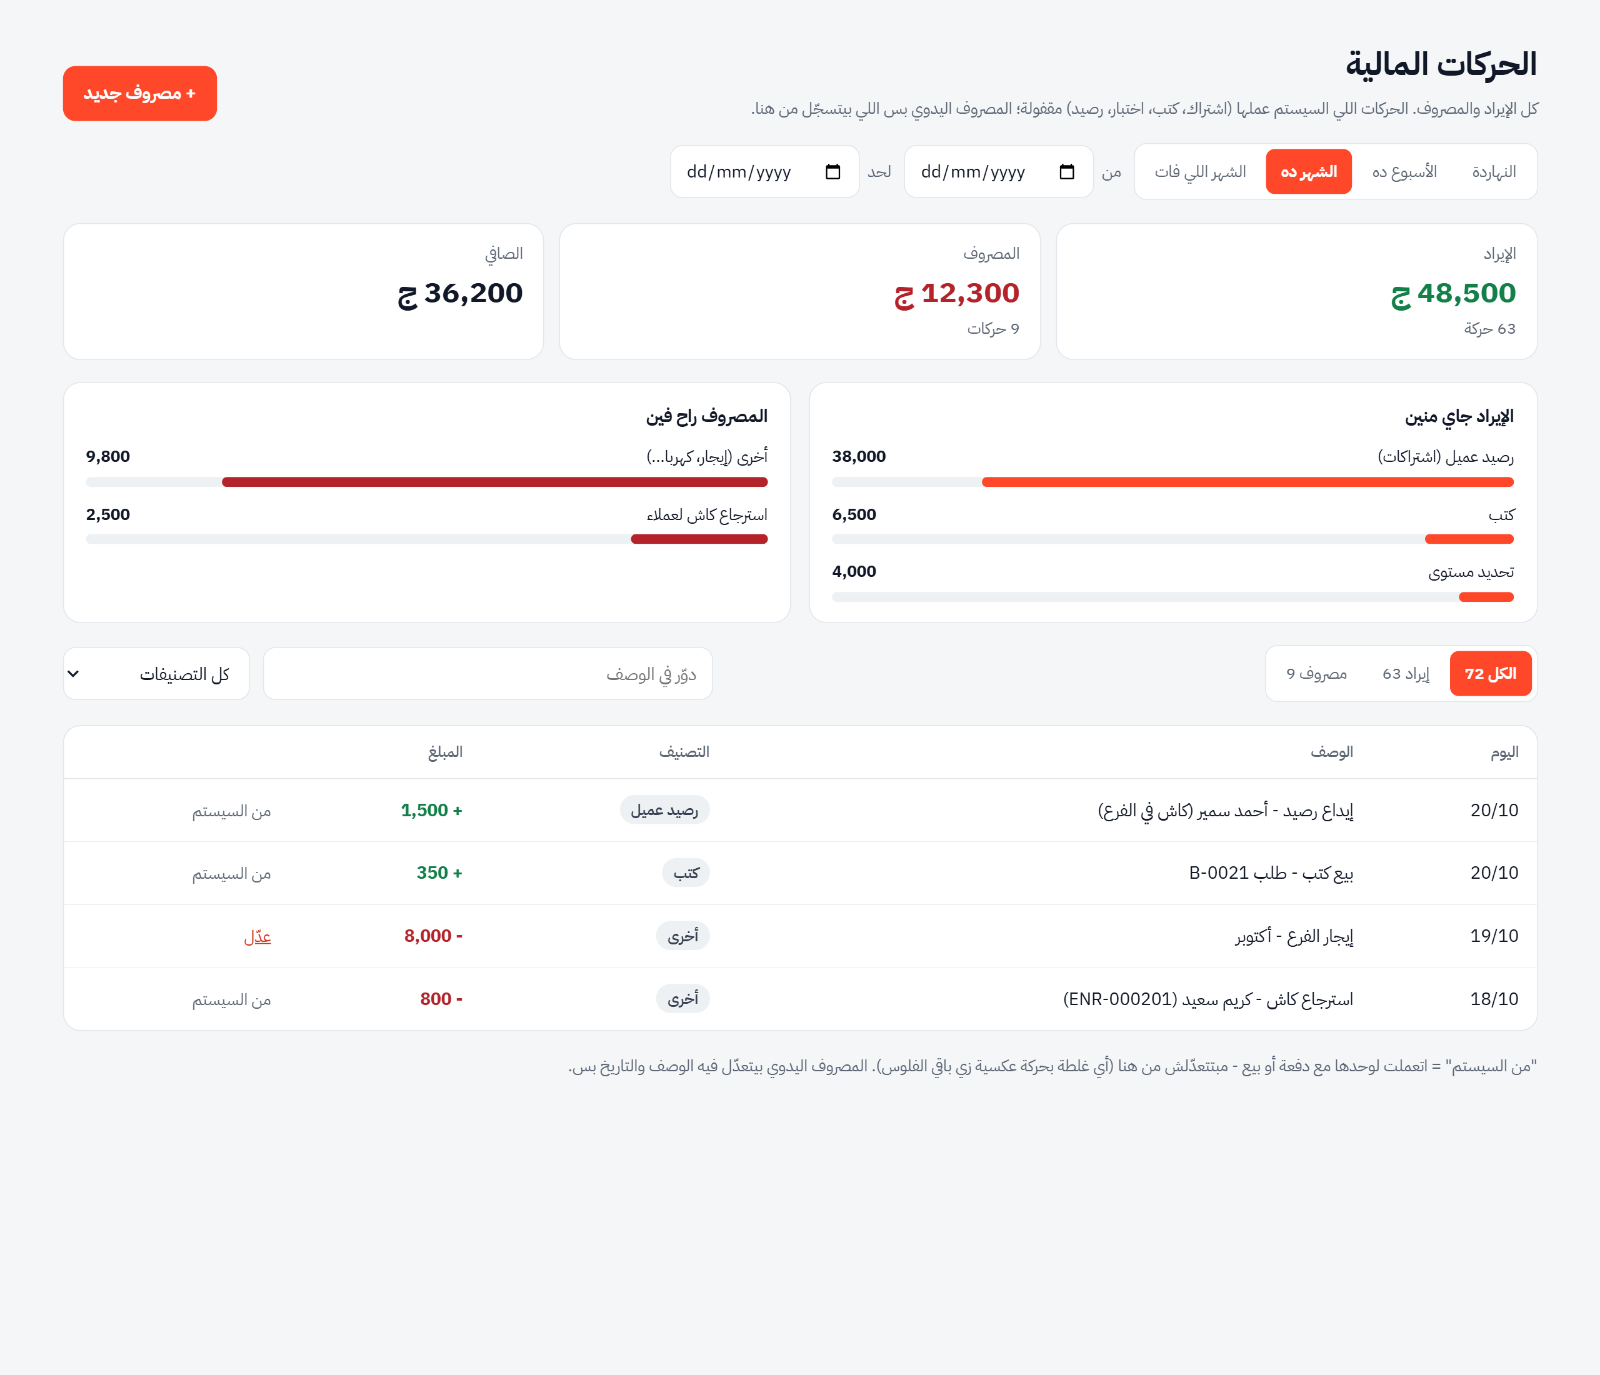 الحركات المالية
+ مصروف جديد
كل الإيراد والمصروف. الحركات اللي السيستم عملها (اشتراك، كتب، اختبار، رصيد) مقفولة؛ المصروف اليدوي بس اللي بيتسجّل من هنا.
النهاردة الأسبوع ده الشهر ده الشهر اللي فات من dd/mm/yyyy لحد dd/mm/yyyy
الإيراد
48,500 ج
63 حركة
المصروف
12,300 ج
9 حركات
الصافي
36,200 ج
الإيراد جاي منين
رصيد عميل (اشتراكات) 38,000
كتب 6,500
تحديد مستوى 4,000
المصروف راح فين
أخرى (إيجار، كهربا...) 9,800
استرجاع كاش لعملاء 2,500
الكل 72 إيراد 63 مصروف 9 دوّر في الوصف كل التصنيفات
اليوم الوصف التصنيف المبلغ
20/10 إيداع رصيد - أحمد سمير (كاش في الفرع) رصيد عميل + 1,500 من السيستم
20/10 بيع كتب - طلب B-0021 كتب + 350 من السيستم
19/10 إيجار الفرع - أكتوبر أخرى - 8,000 عدّل
18/10 استرجاع كاش - كريم سعيد (ENR-000201) أخرى - 800 من السيستم
"من السيستم" = اتعملت لوحدها مع دفعة أو بيع - مبتتعدّلش من هنا (أي غلطة بحركة عكسية زي باقي الفلوس). المصروف اليدوي بيتعدّل فيه الوصف والتاريخ بس.